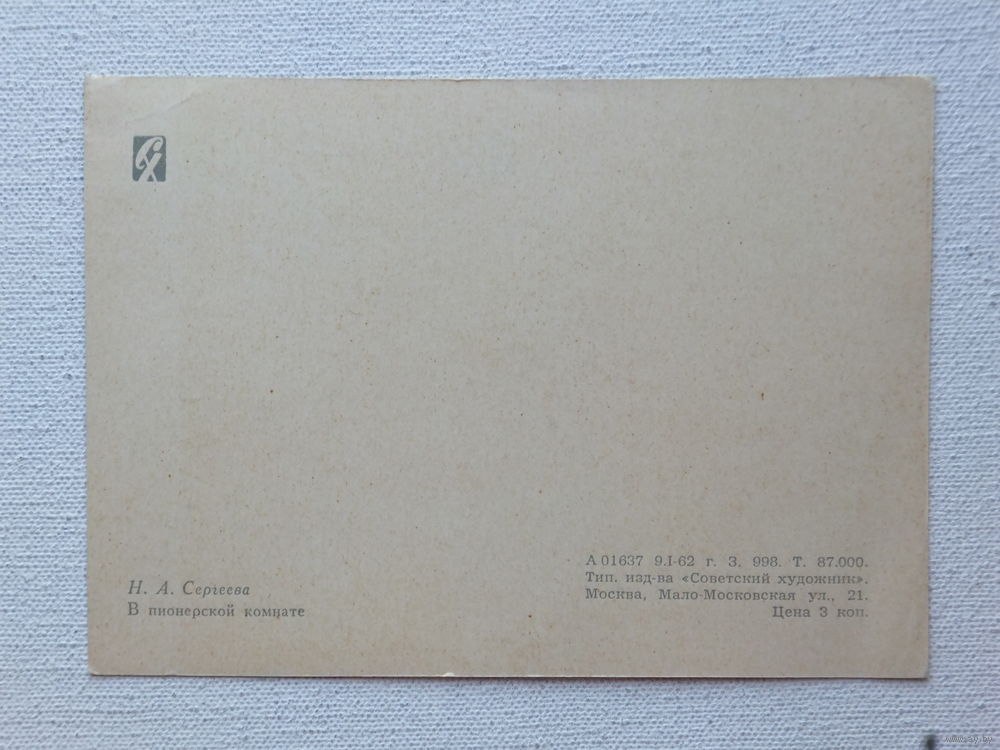 СХ
Н. А. Сергеева
В пионерской комнате
А 01637 9.I-62 г. З. 998. Т. 87.000.
Тип. изд-ва «Советский художник».
Москва, Мало-Московская ул., 21.
Цена 3 коп.